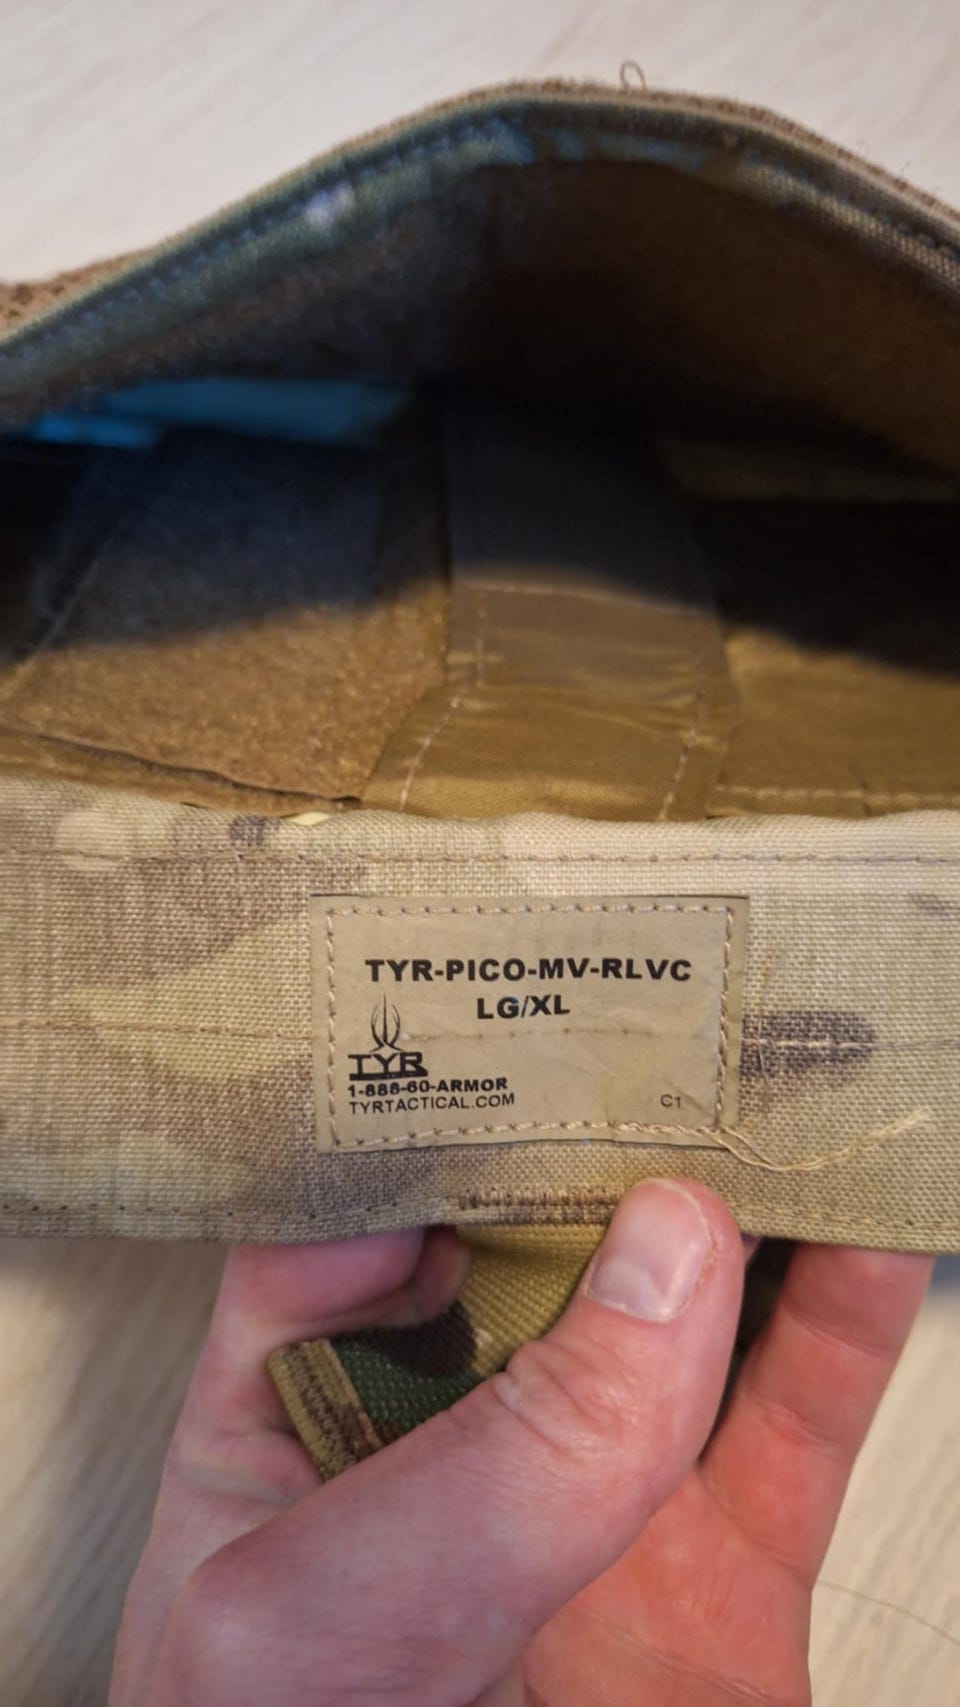 TYR-PICO-MV-RLVC
LG/XL
TYR
1-888-60-ARMOR
TYRTACTICAL.COM
C1